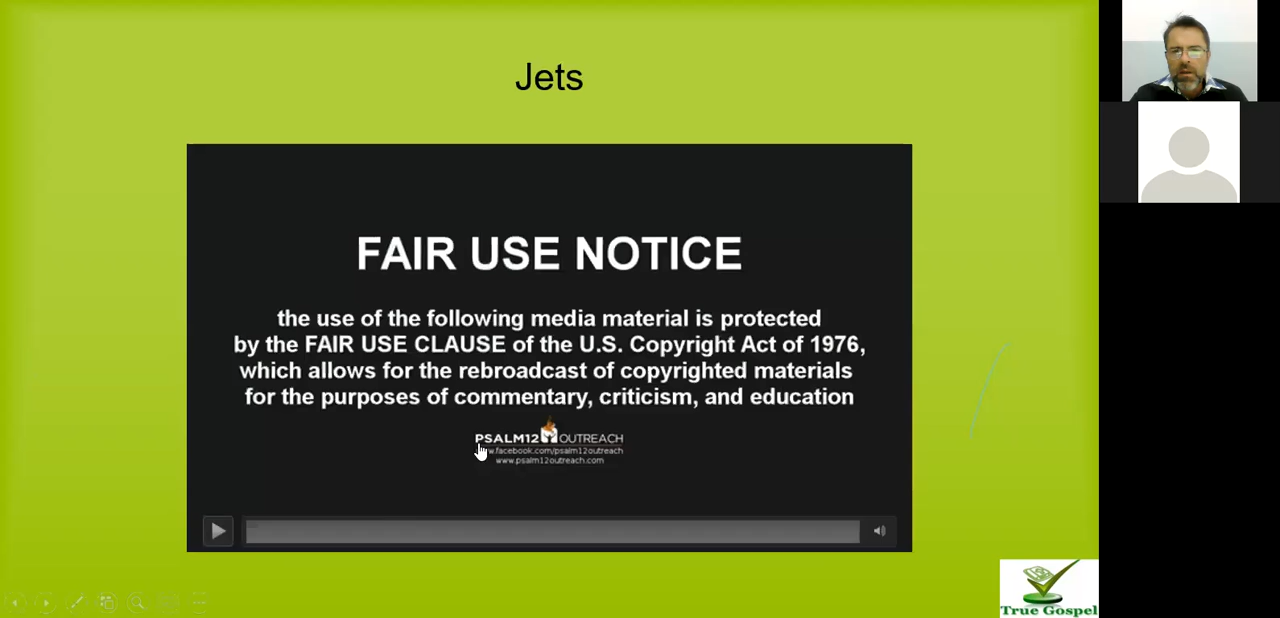 Jets
FAIR USE NOTICE
the use of the following media material is protected
by the FAIR USE CLAUSE of the U.S. Copyright Act of 1976,
which allows for the rebroadcast of copyrighted materials
for the purposes of commentary, criticism, and education
PSALM12 OUTREACH
.facebook.com/psalm12outreach
www.psalm12outreach.com
True Gospel